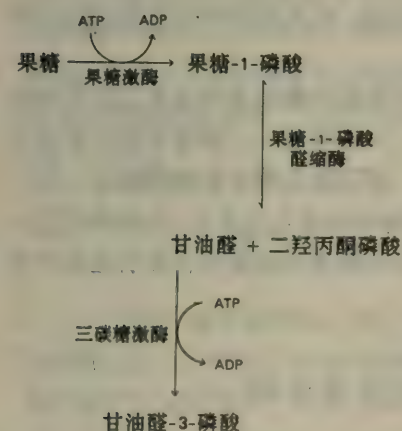 ATP ADP
果糖 果糖-1-磷酸
果糖激酶
果糖-1-磷酸
醛缩酶
甘油醛 + 二羟丙酮磷酸
ATP
三碳糖激酶
ADP
甘油醛-3-磷酸